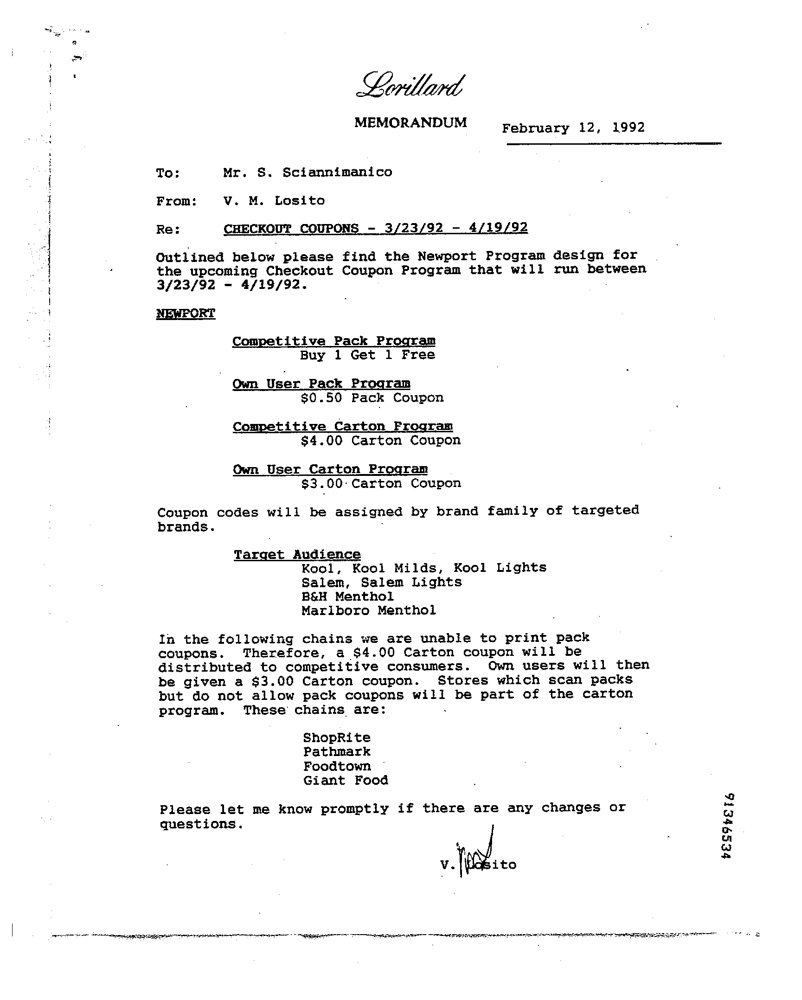 Lorillard
MEMORANDUM
February 12, 1992
To: Mr. S. Sciannimanico
From: V. M. Losito
Re: CHECKOUT COUPONS - 3/23/92 - 4/19/92
Outlined below please find the Newport Program design for
the upcoming Checkout Coupon Program that will run between
3/23/92 - 4/19/92.
NEWPORT
Competitive Pack Program
Buy 1 Get 1 Free
Own User Pack Program
$0.50 Pack Coupon
Competitive Carton Program
$4.00 Carton Coupon
Own User Carton Program
$3.00 Carton Coupon
Coupon codes will be assigned by brand family of targeted
brands.
Target Audience
Kool, Kool Milds, Kool Lights
Salem, Salem Lights
B&H Menthol
Marlboro Menthol
In the following chains we are unable to print pack
coupons. Therefore, a $4.00 Carton coupon will be
distributed to competitive consumers. Own users will then
be given a $3.00 Carton coupon. Stores which scan packs
but do not allow pack coupons will be part of the carton
program. These chains are:
ShopRite
Pathmark
Foodtown
Giant Food
Please let me know promptly if there are any changes or
questions.
V. Losito
91346534